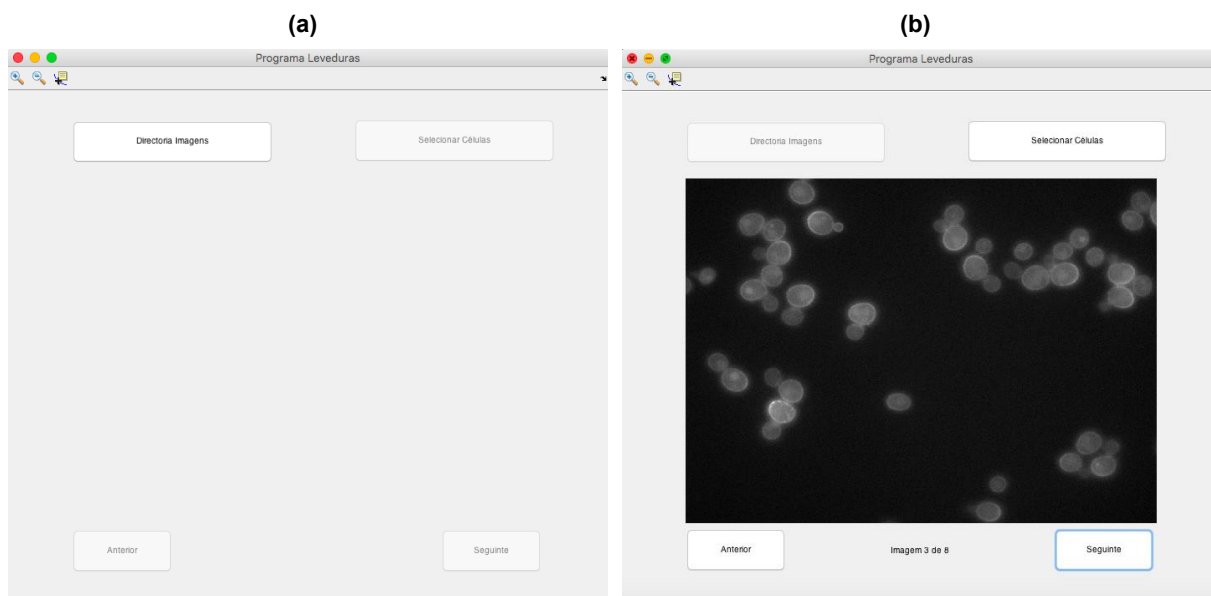 (a)
Programa Leveduras
Directoria Imagens
Selecionar Células
Anterior
Seguinte
(b)
Programa Leveduras
Directoria Imagens
Selecionar Células
Anterior
Imagem 3 de 8
Seguinte